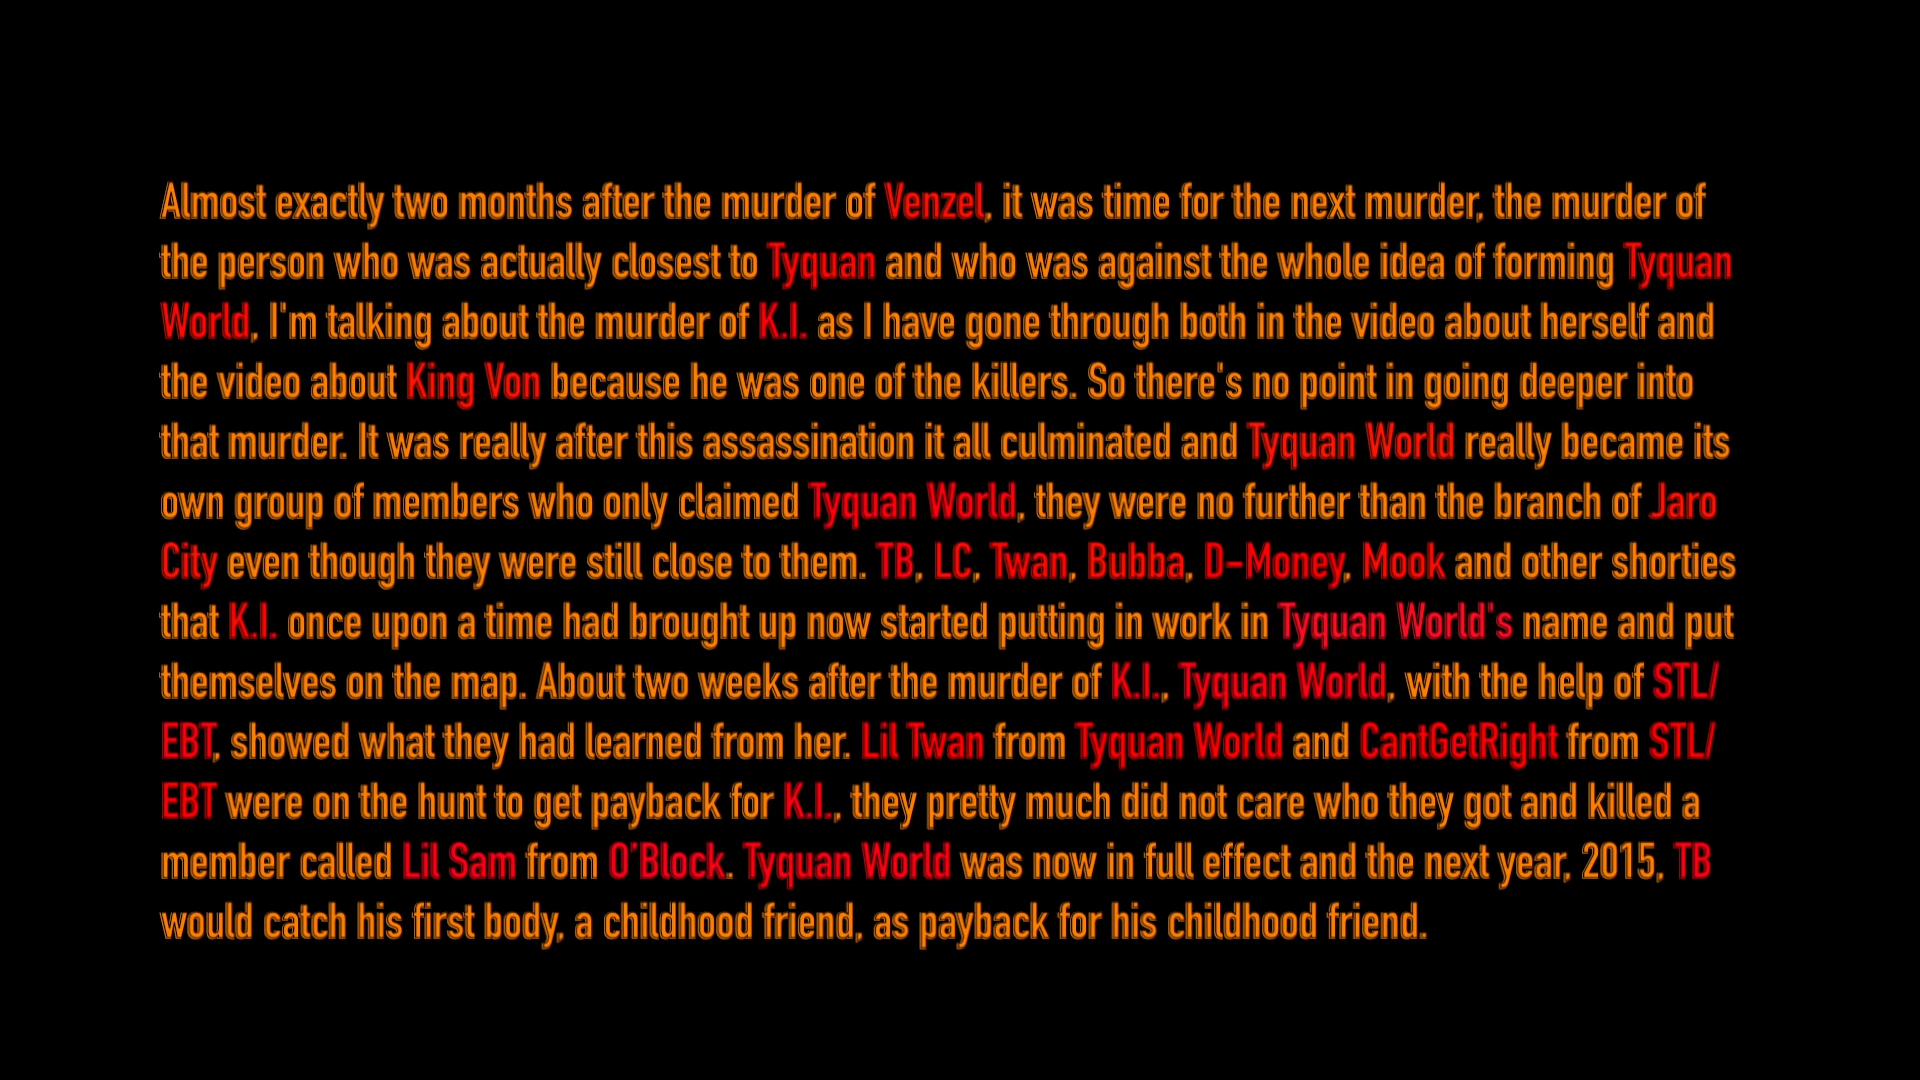 Almost exactly two months after the murder of Venzel, it was time for the next murder, the murder of
the person who was actually closest to Tyquan and who was against the whole idea of forming Tyquan
World, I'm talking about the murder of K.I. as I have gone through both in the video about herself and
the video about King Von because he was one of the killers. So there's no point in going deeper into
that murder. It was really after this assassination it all culminated and Tyquan World really became its
own group of members who only claimed Tyquan World, they were no further than the branch of Jaro
City even though they were still close to them. TB, LC, Twan, Bubba, D-Money, Mook and other shorties
that K.I. once upon a time had brought up now started putting in work in Tyquan World's name and put
themselves on the map. About two weeks after the murder of K.I., Tyquan World, with the help of STL/
EBT, showed what they had learned from her. Lil Twan from Tyquan World and CantGetRight from STL/
EBT were on the hunt to get payback for K.I., they pretty much did not care who they got and killed a
member called Lil Sam from O'Block. Tyquan World was now in full effect and the next year, 2015, TB
would catch his first body, a childhood friend, as payback for his childhood friend.